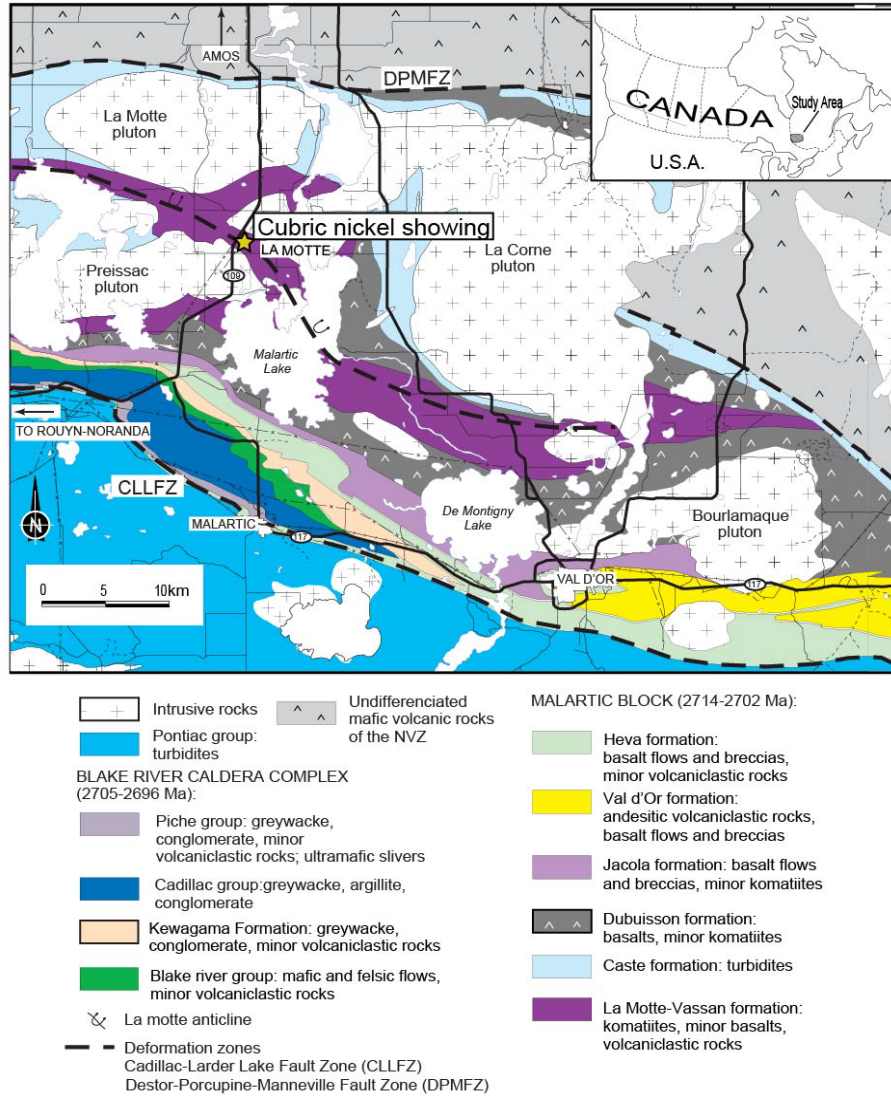 AMOS
DPMFZ
La Motte
pluton
CANADA
Study Area
U.S.A.
Cubric nickel showing
LA MOTTE
La Corne
pluton
Preissac
pluton
109
Malartic
Lake
TO ROUYN-NORANDA
CLLFZ
N
MALARTIC
117
De Montigny
Lake
Bourlamaque
pluton
VAL D'OR
117
0 5 10km
Intrusive rocks
Pontiac group:
turbidites
Undifferenciated
mafic volcanic rocks
of the NVZ
BLAKE RIVER CALDERA COMPLEX
(2705-2696 Ma):
Piche group: greywacke,
conglomerate, minor
volcaniclastic rocks; ultramafic slivers
Cadillac group:greywacke, argillite,
conglomerate
Kewagama Formation: greywacke,
conglomerate, minor volcaniclastic rocks
Blake river group: mafic and felsic flows,
minor volcaniclastic rocks
La motte anticline
Deformation zones
Cadillac-Larder Lake Fault Zone (CLLFZ)
Destor-Porcupine-Manneville Fault Zone (DPMFZ)
MALARTIC BLOCK (2714-2702 Ma):
Heva formation:
basalt flows and breccias,
minor volcaniclastic rocks
Val d'Or formation:
andesitic volcaniclastic rocks,
basalt flows and breccias
Jacola formation: basalt flows
and breccias, minor komatiites
Dubuisson formation:
basalts, minor komatiites
Caste formation: turbidites
La Motte-Vassan formation:
komatiites, minor basalts,
volcaniclastic rocks